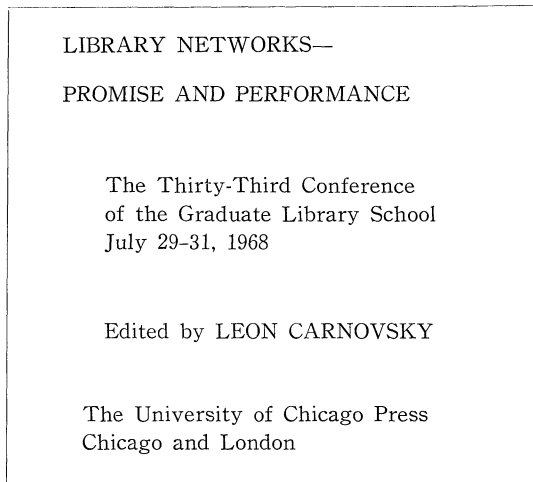 LIBRARY NETWORKS—
PROMISE AND PERFORMANCE
The Thirty-Third Conference
of the Graduate Library School
July 29–31, 1968
Edited by LEON CARNOVSKY
The University of Chicago Press
Chicago and London